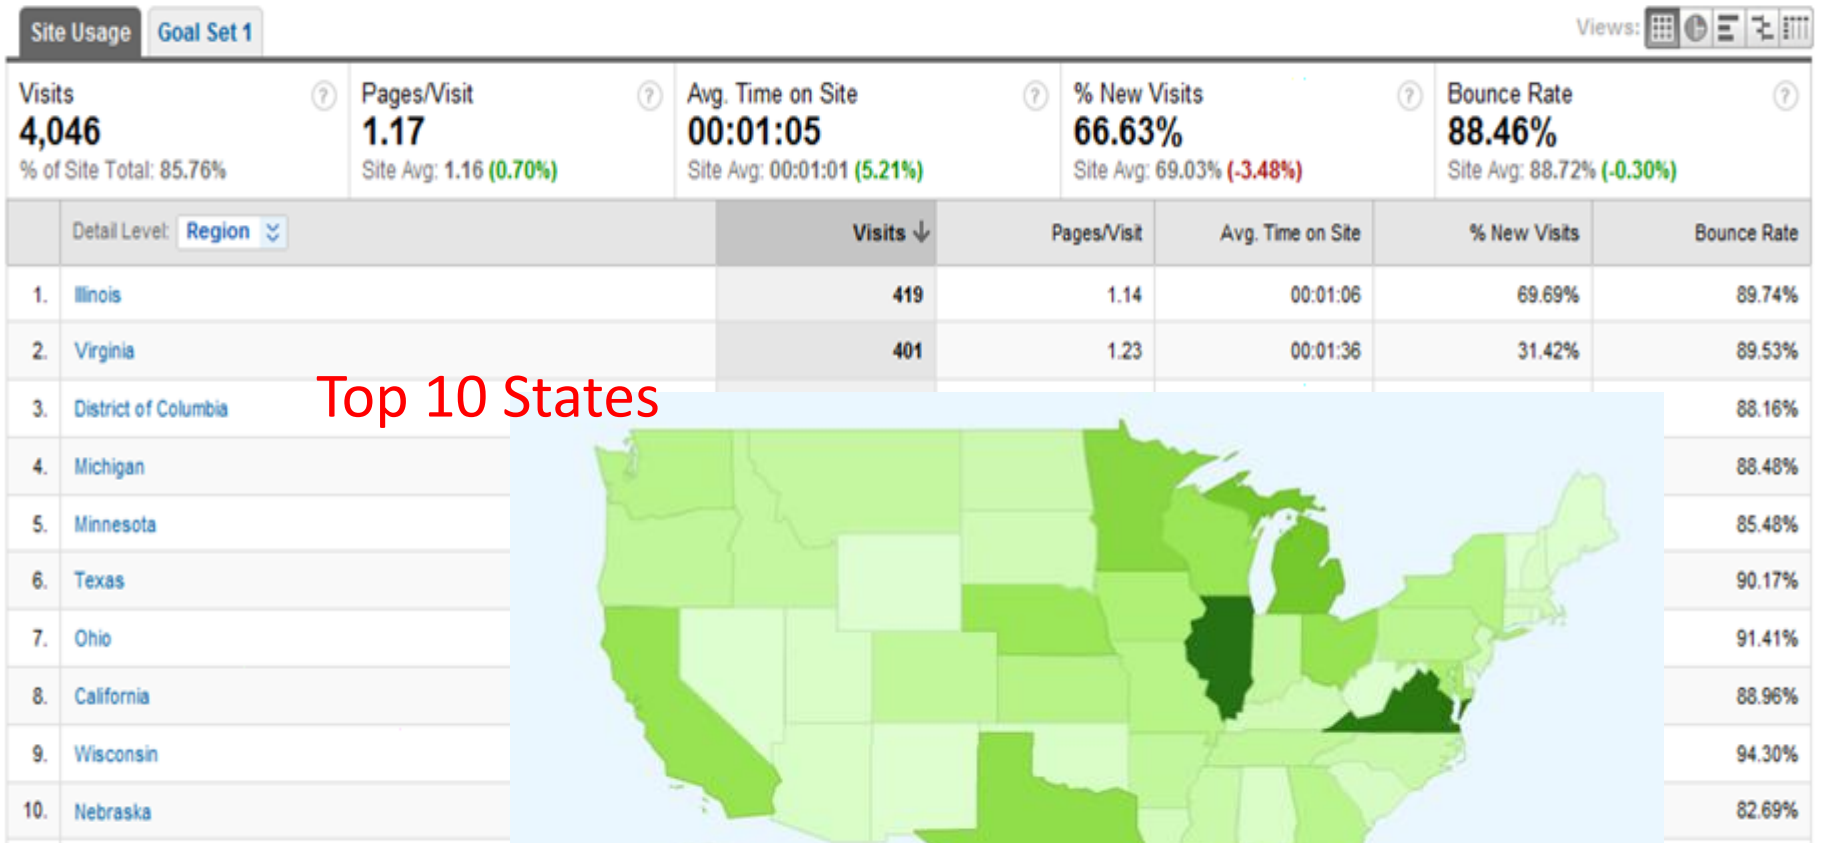 Site Usage Goal Set 1 Views:
Visits Pages/Visit Avg. Time on Site % New Visits Bounce Rate
4,046 1.17 00:01:05 66.63% 88.46%
% of Site Total: 85.76% Site Avg: 1.16 (0.70%) Site Avg: 00:01:01 (5.21%) Site Avg: 69.03% (-3.48%) Site Avg: 88.72% (-0.30%)
Detail Level: Region Visits Pages/Visit Avg. Time on Site % New Visits Bounce Rate
1. Illinois 419 1.14 00:01:06 69.69% 89.74%
2. Virginia 401 1.23 00:01:36 31.42% 89.53%
Top 10 States
3. District of Columbia 88.16%
4. Michigan 88.48%
5. Minnesota 85.48%
6. Texas 90.17%
7. Ohio 91.41%
8. California 88.96%
9. Wisconsin 94.30%
10. Nebraska 82.69%